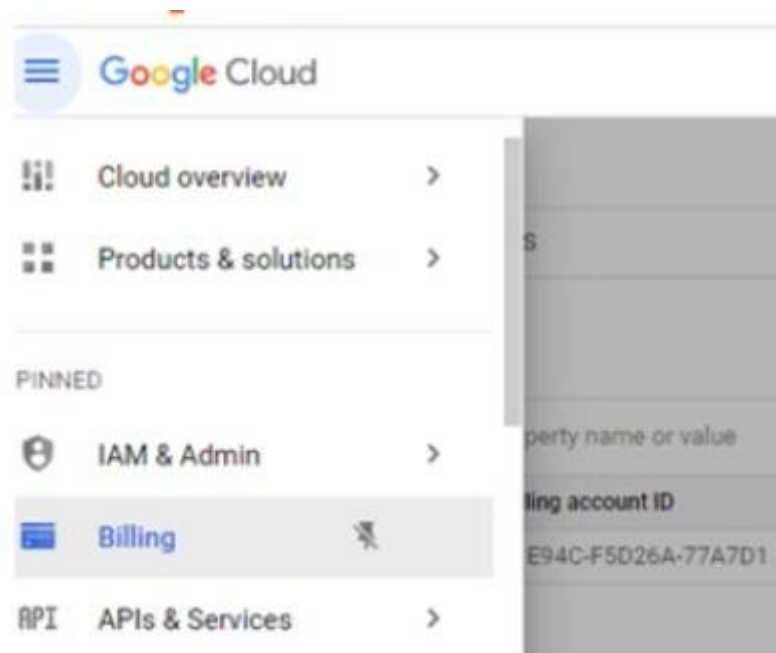 Google Cloud
Cloud overview
Products & solutions
s
PINNED
IAM & Admin
perty name or value
ling account ID
Billing
E94C-F5D26A-77A7D1
API APIs & Services